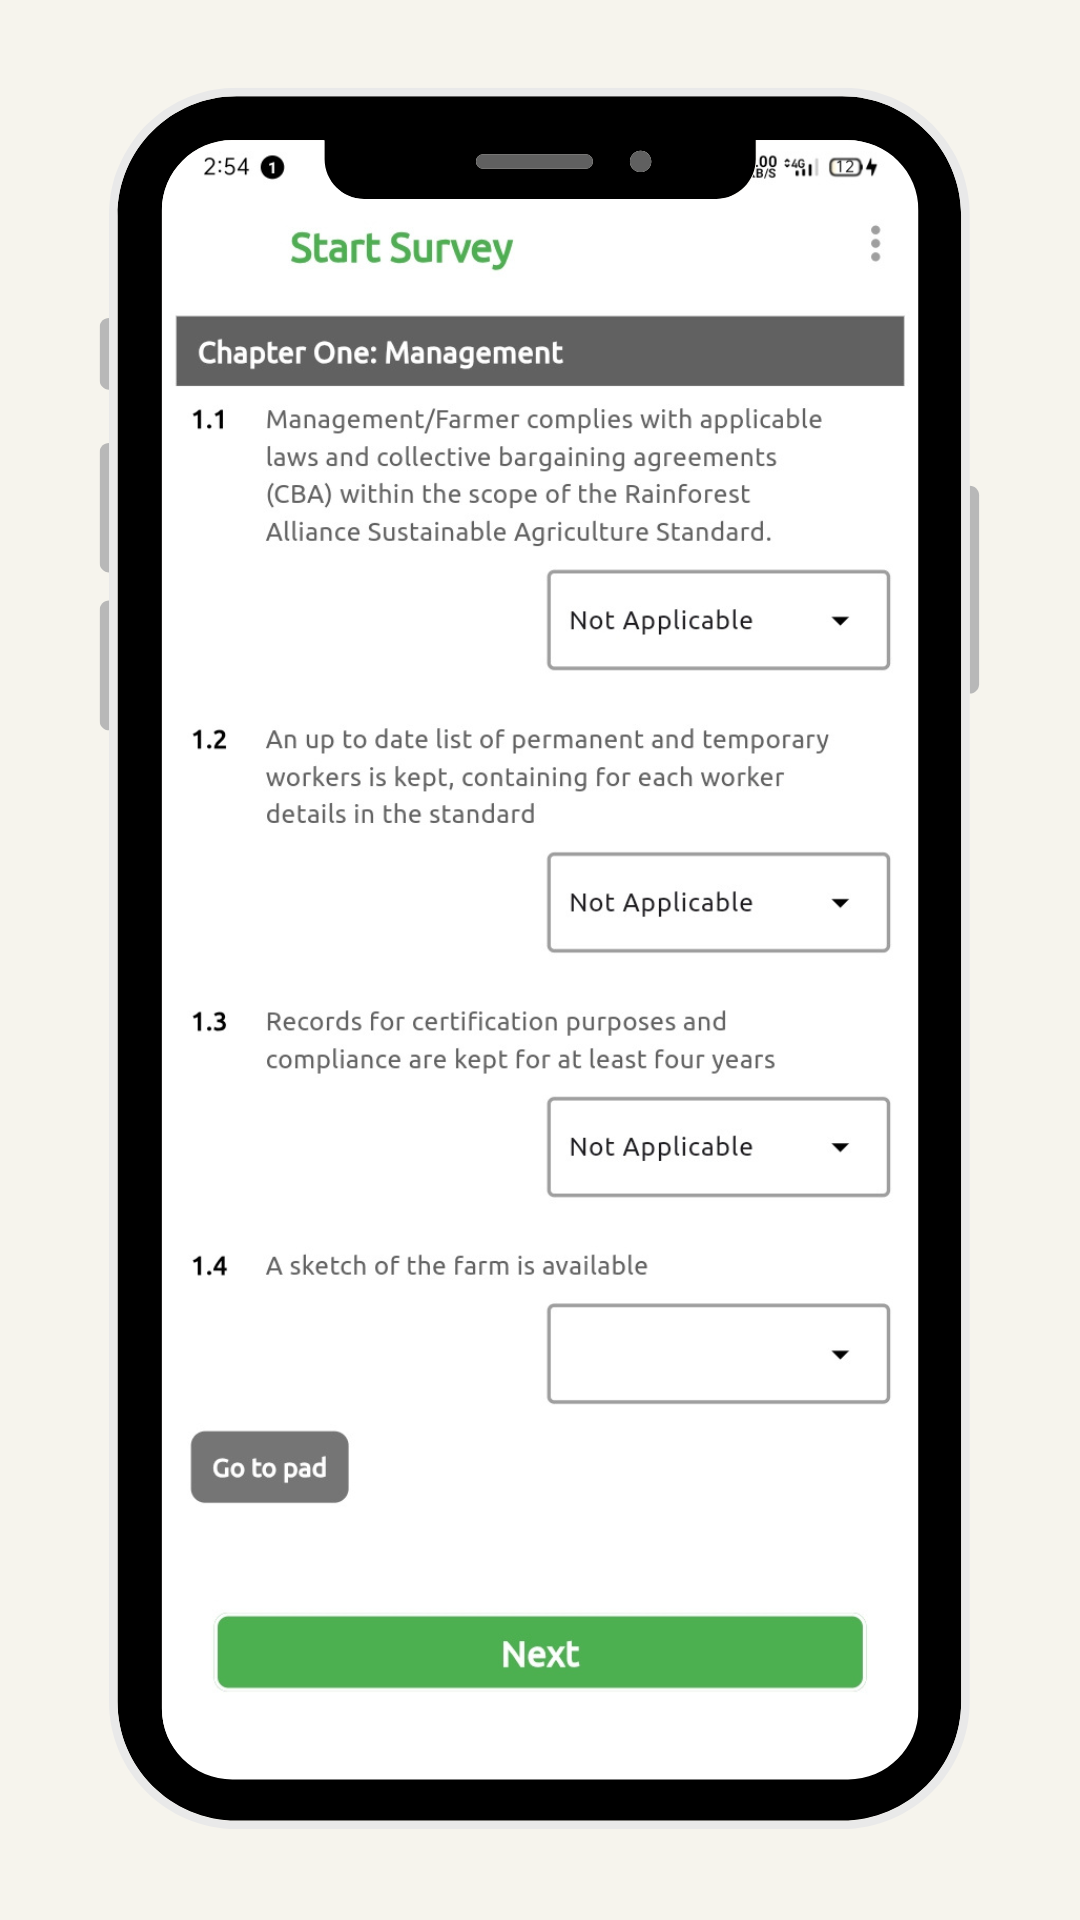 2:54 1 .00 4G 12
B/S
Start Survey
Chapter One: Management
1.1 Management/Farmer complies with applicable
laws and collective bargaining agreements
(CBA) within the scope of the Rainforest
Alliance Sustainable Agriculture Standard.
Not Applicable
1.2 An up to date list of permanent and temporary
workers is kept, containing for each worker
details in the standard
Not Applicable
1.3 Records for certification purposes and
compliance are kept for at least four years
Not Applicable
1.4 A sketch of the farm is available
Go to pad
Next